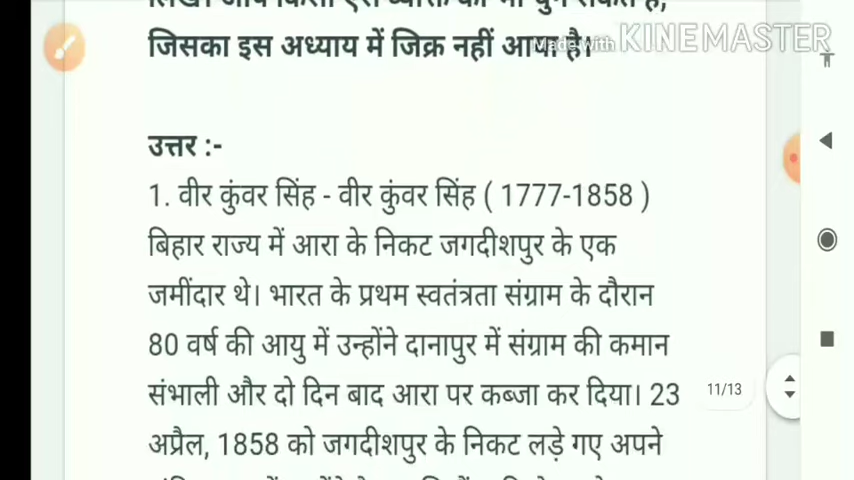 जिसका इस अध्याय में जिक्र नहीं आया है।
Made with KINEMASTER
उत्तर :-
1. वीर कुंवर सिंह - वीर कुंवर सिंह ( 1777-1858 )
बिहार राज्य में आरा के निकट जगदीशपुर के एक
जमींदार थे। भारत के प्रथम स्वतंत्रता संग्राम के दौरान
80 वर्ष की आयु में उन्होंने दानापुर में संग्राम की कमान
संभाली और दो दिन बाद आरा पर कब्जा कर दिया। 23
11/13
अप्रैल, 1858 को जगदीशपुर के निकट लड़े गए अपने